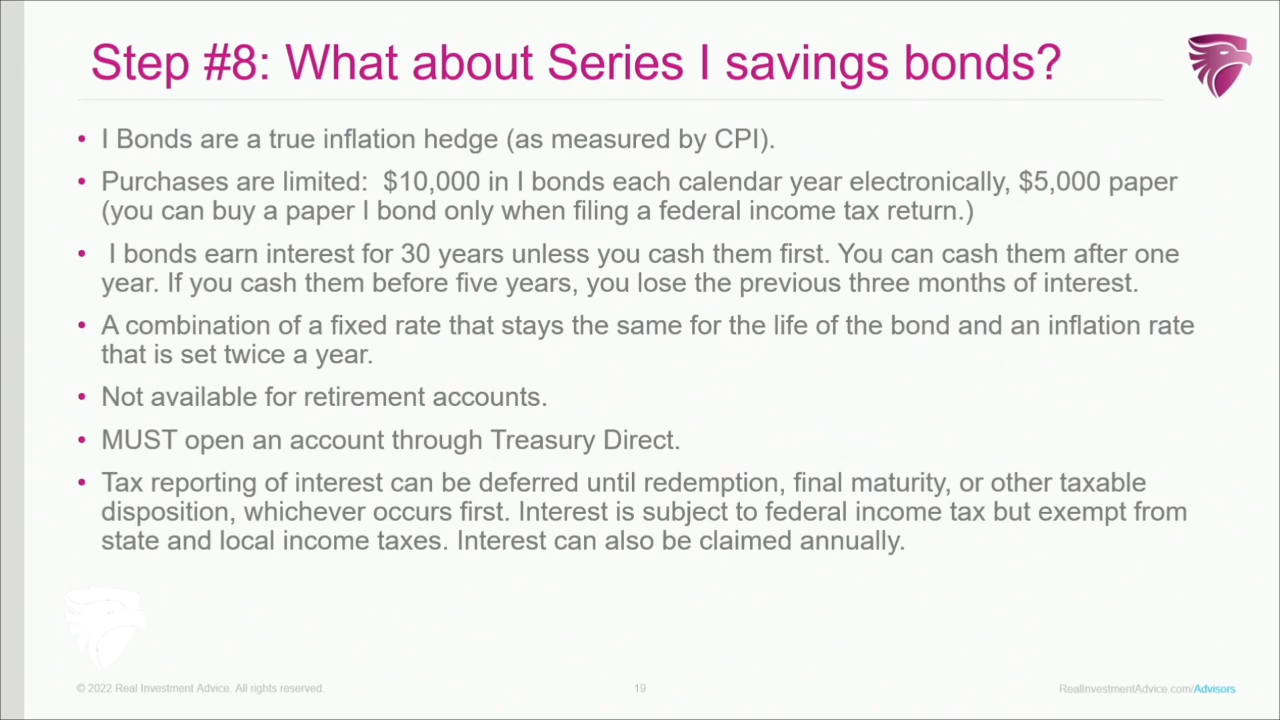 Step #8: What about Series I savings bonds?
• I Bonds are a true inflation hedge (as measured by CPI).
• Purchases are limited:  $10,000 in I bonds each calendar year electronically, $5,000 paper
(you can buy a paper I bond only when filing a federal income tax return.)
•  I bonds earn interest for 30 years unless you cash them first. You can cash them after one
year. If you cash them before five years, you lose the previous three months of interest.
• A combination of a fixed rate that stays the same for the life of the bond and an inflation rate
that is set twice a year.
• Not available for retirement accounts.
• MUST open an account through Treasury Direct.
• Tax reporting of interest can be deferred until redemption, final maturity, or other taxable
disposition, whichever occurs first. Interest is subject to federal income tax but exempt from
state and local income taxes. Interest can also be claimed annually.
© 2022 Real Investment Advice. All rights reserved.
19
RealInvestmentAdvice.com/Advisors